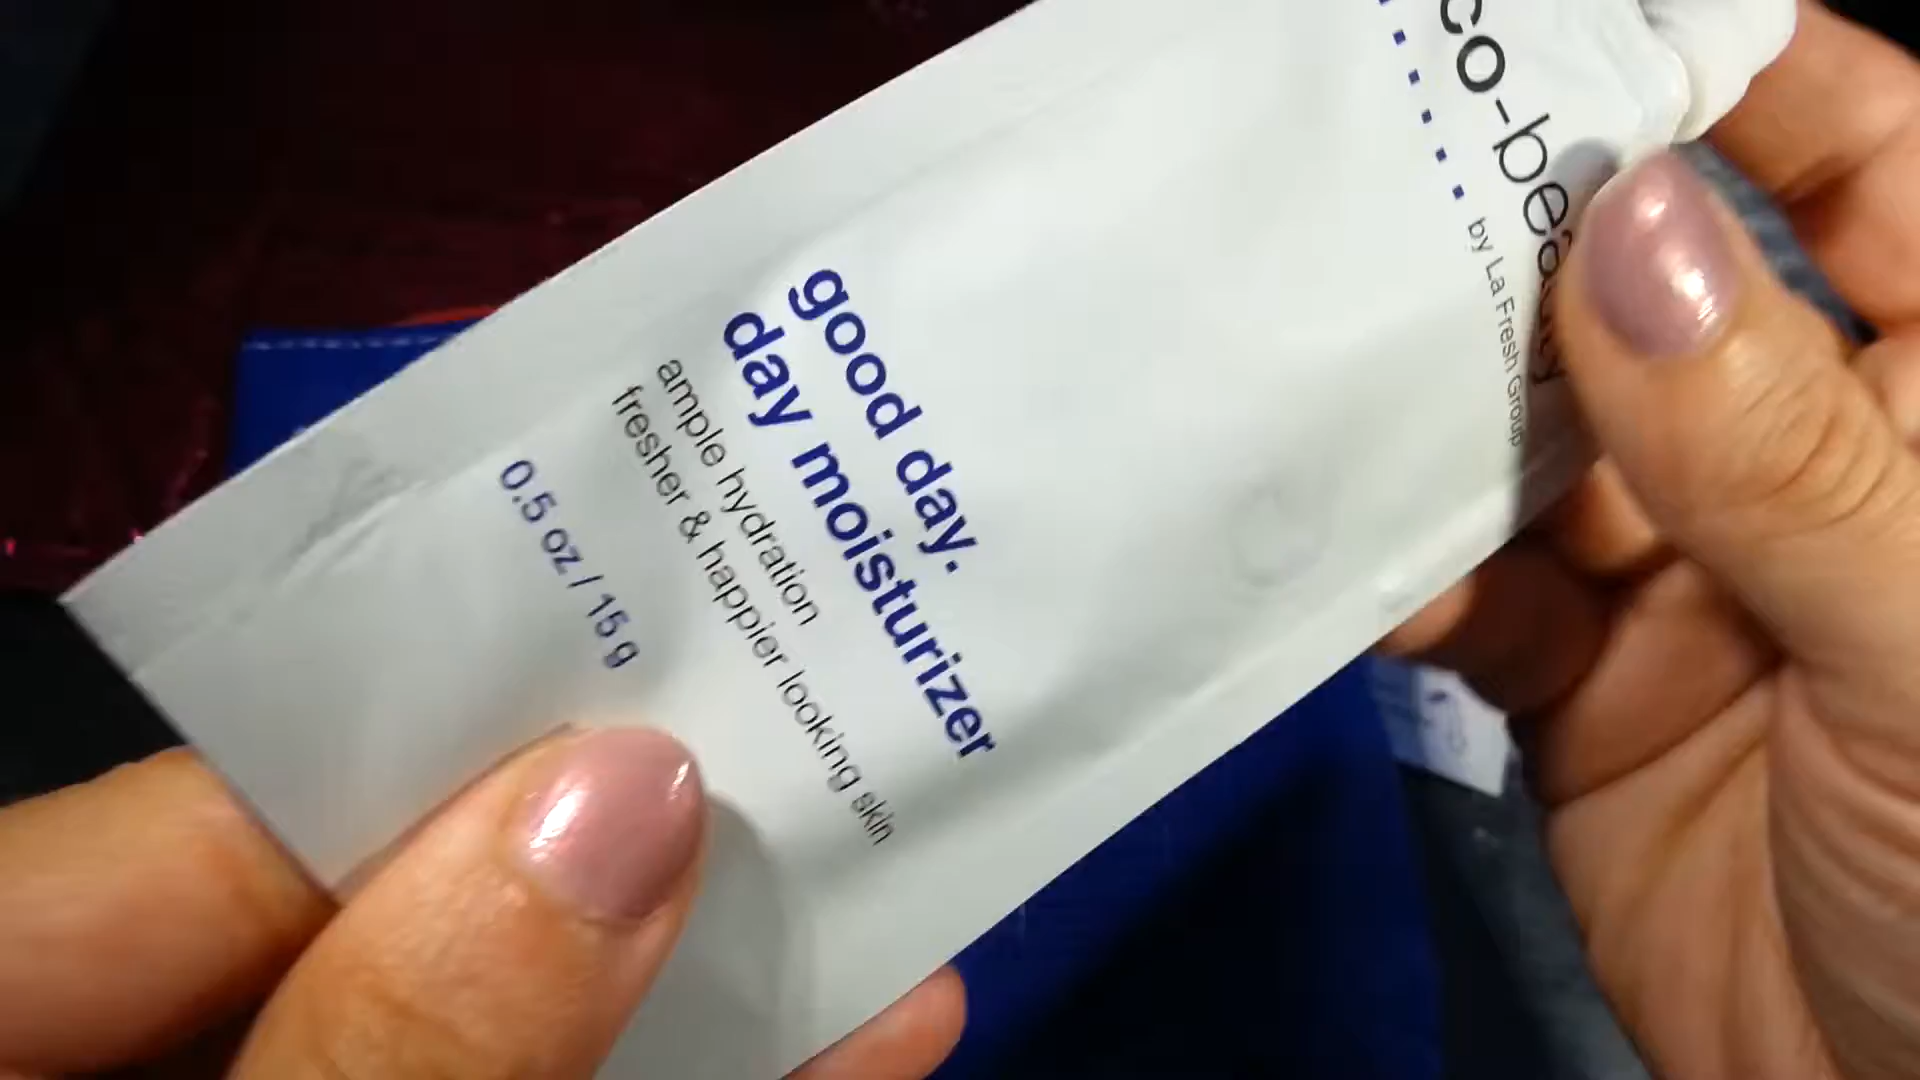 co-beauty
by La Fresh Group
good day.
day moisturizer
ample hydration
fresher & happier looking skin
0.5 oz / 15 g